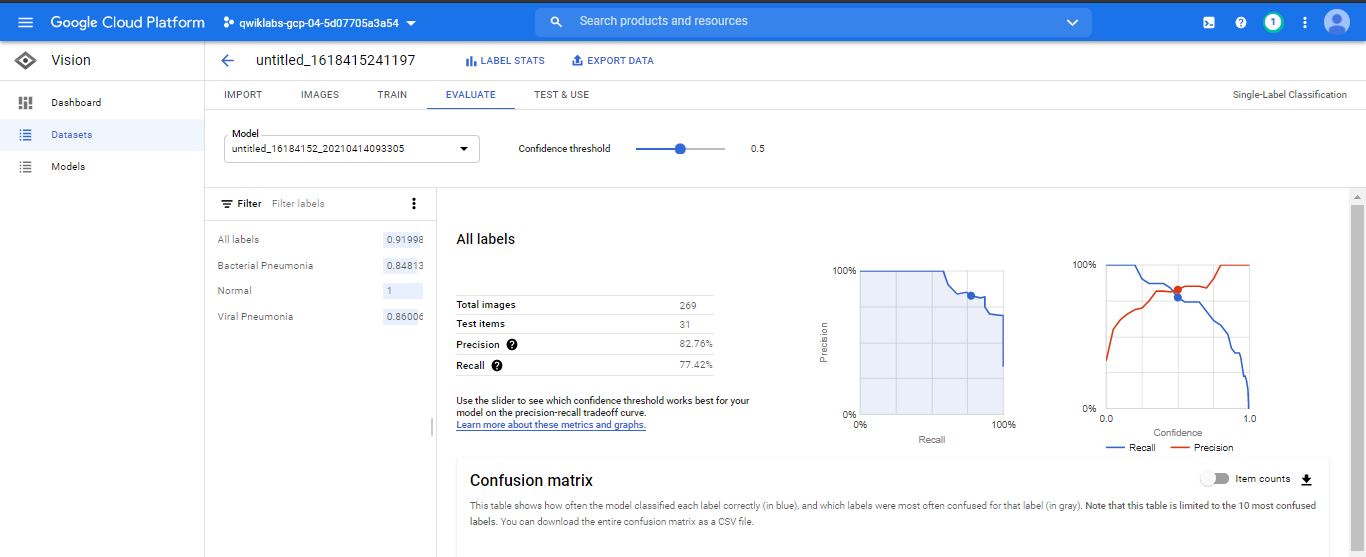 Google Cloud Platform
qwiklabs-gcp-04-5d07705a3a54
Search products and resources
1
Vision
untitled_1618415241197
LABEL STATS
EXPORT DATA
Dashboard
Datasets
Models
IMPORT
IMAGES
TRAIN
EVALUATE
TEST & USE
Single-Label Classification
Model
untitled_16184152_20210414093305
Confidence threshold
0.5
Filter
Filter labels
All labels 0.91998
Bacterial Pneumonia 0.84813
Normal 1
Viral Pneumonia 0.86006
All labels
Total images 269
Test items 31
Precision ? 82.76%
Recall ? 77.42%
Use the slider to see which confidence threshold works best for your
model on the precision-recall tradeoff curve.
Learn more about these metrics and graphs.
100%
Precision
0%
0% 100%
Recall
100%
0%
0.0 1.0
Confidence
Recall Precision
Confusion matrix
Item counts
This table shows how often the model classified each label correctly (in blue), and which labels were most often confused for that label (in gray). Note that this table is limited to the 10 most confused
labels. You can download the entire confusion matrix as a CSV file.